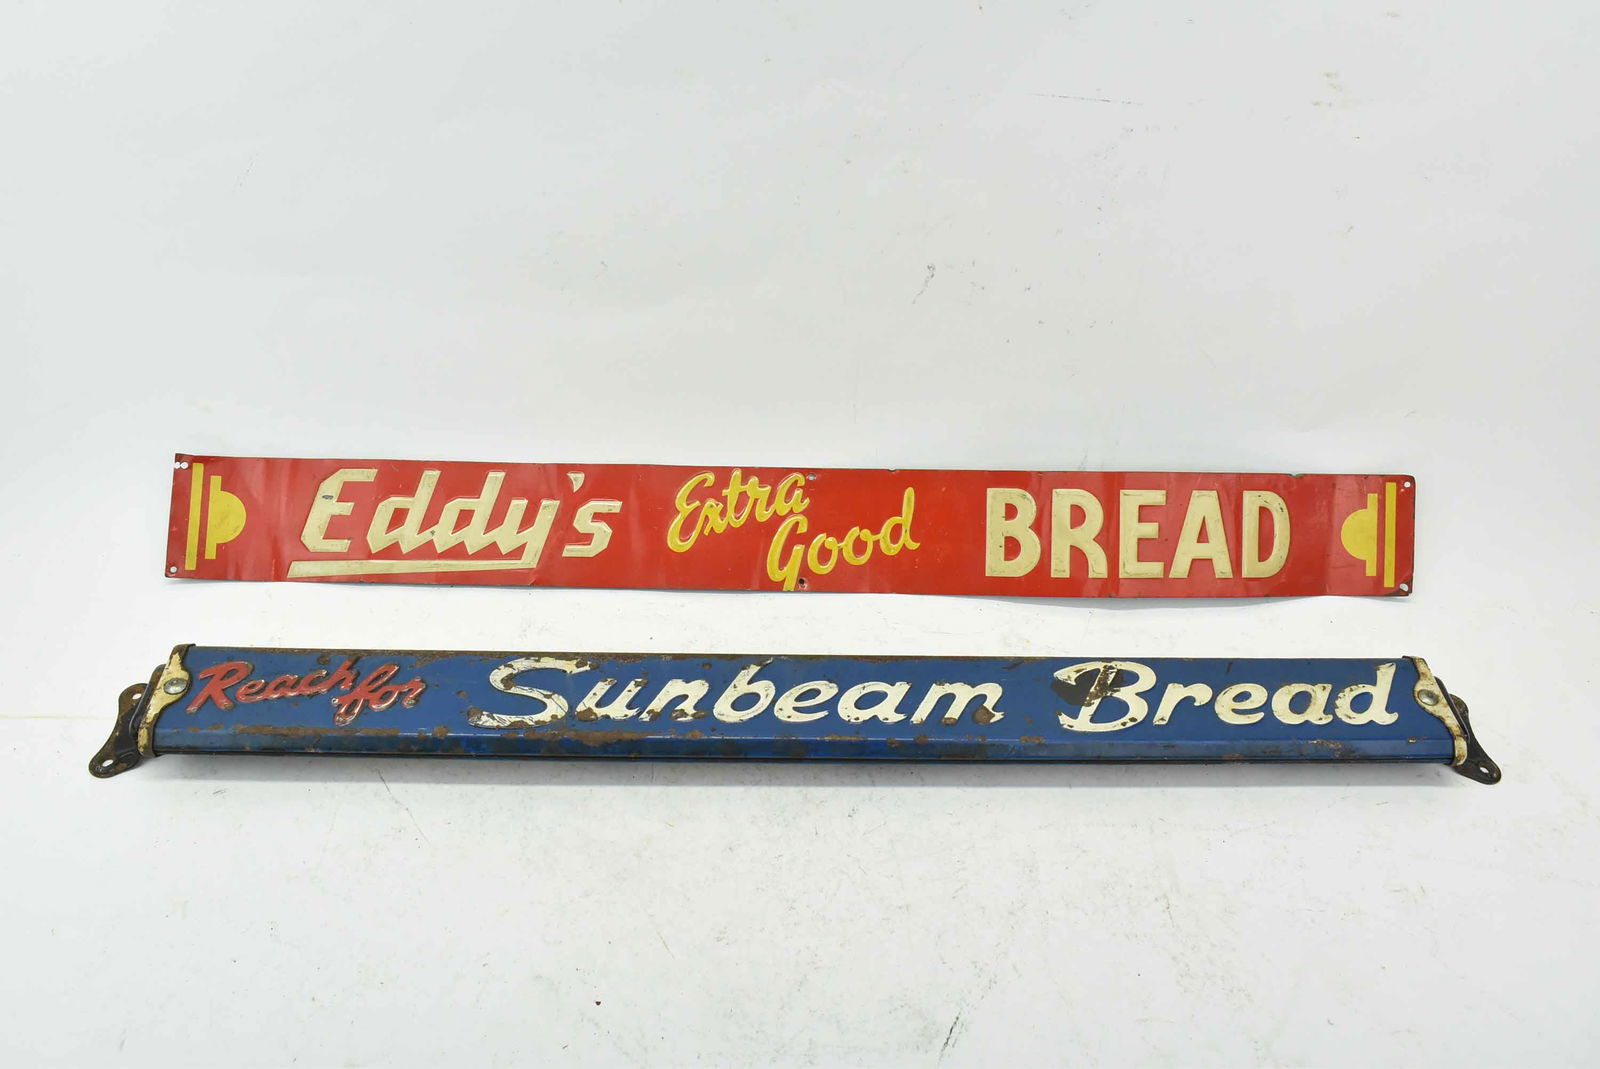 Eddy's Extra Good BREAD
Reach for Sunbeam Bread